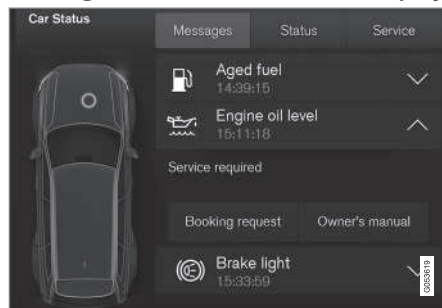 Car Status
Messages Status Service
Aged fuel
14:39:15
Engine oil level
15:11:18
Service required
Booking request Owner's manual
Brake light
15:33:59
G053619